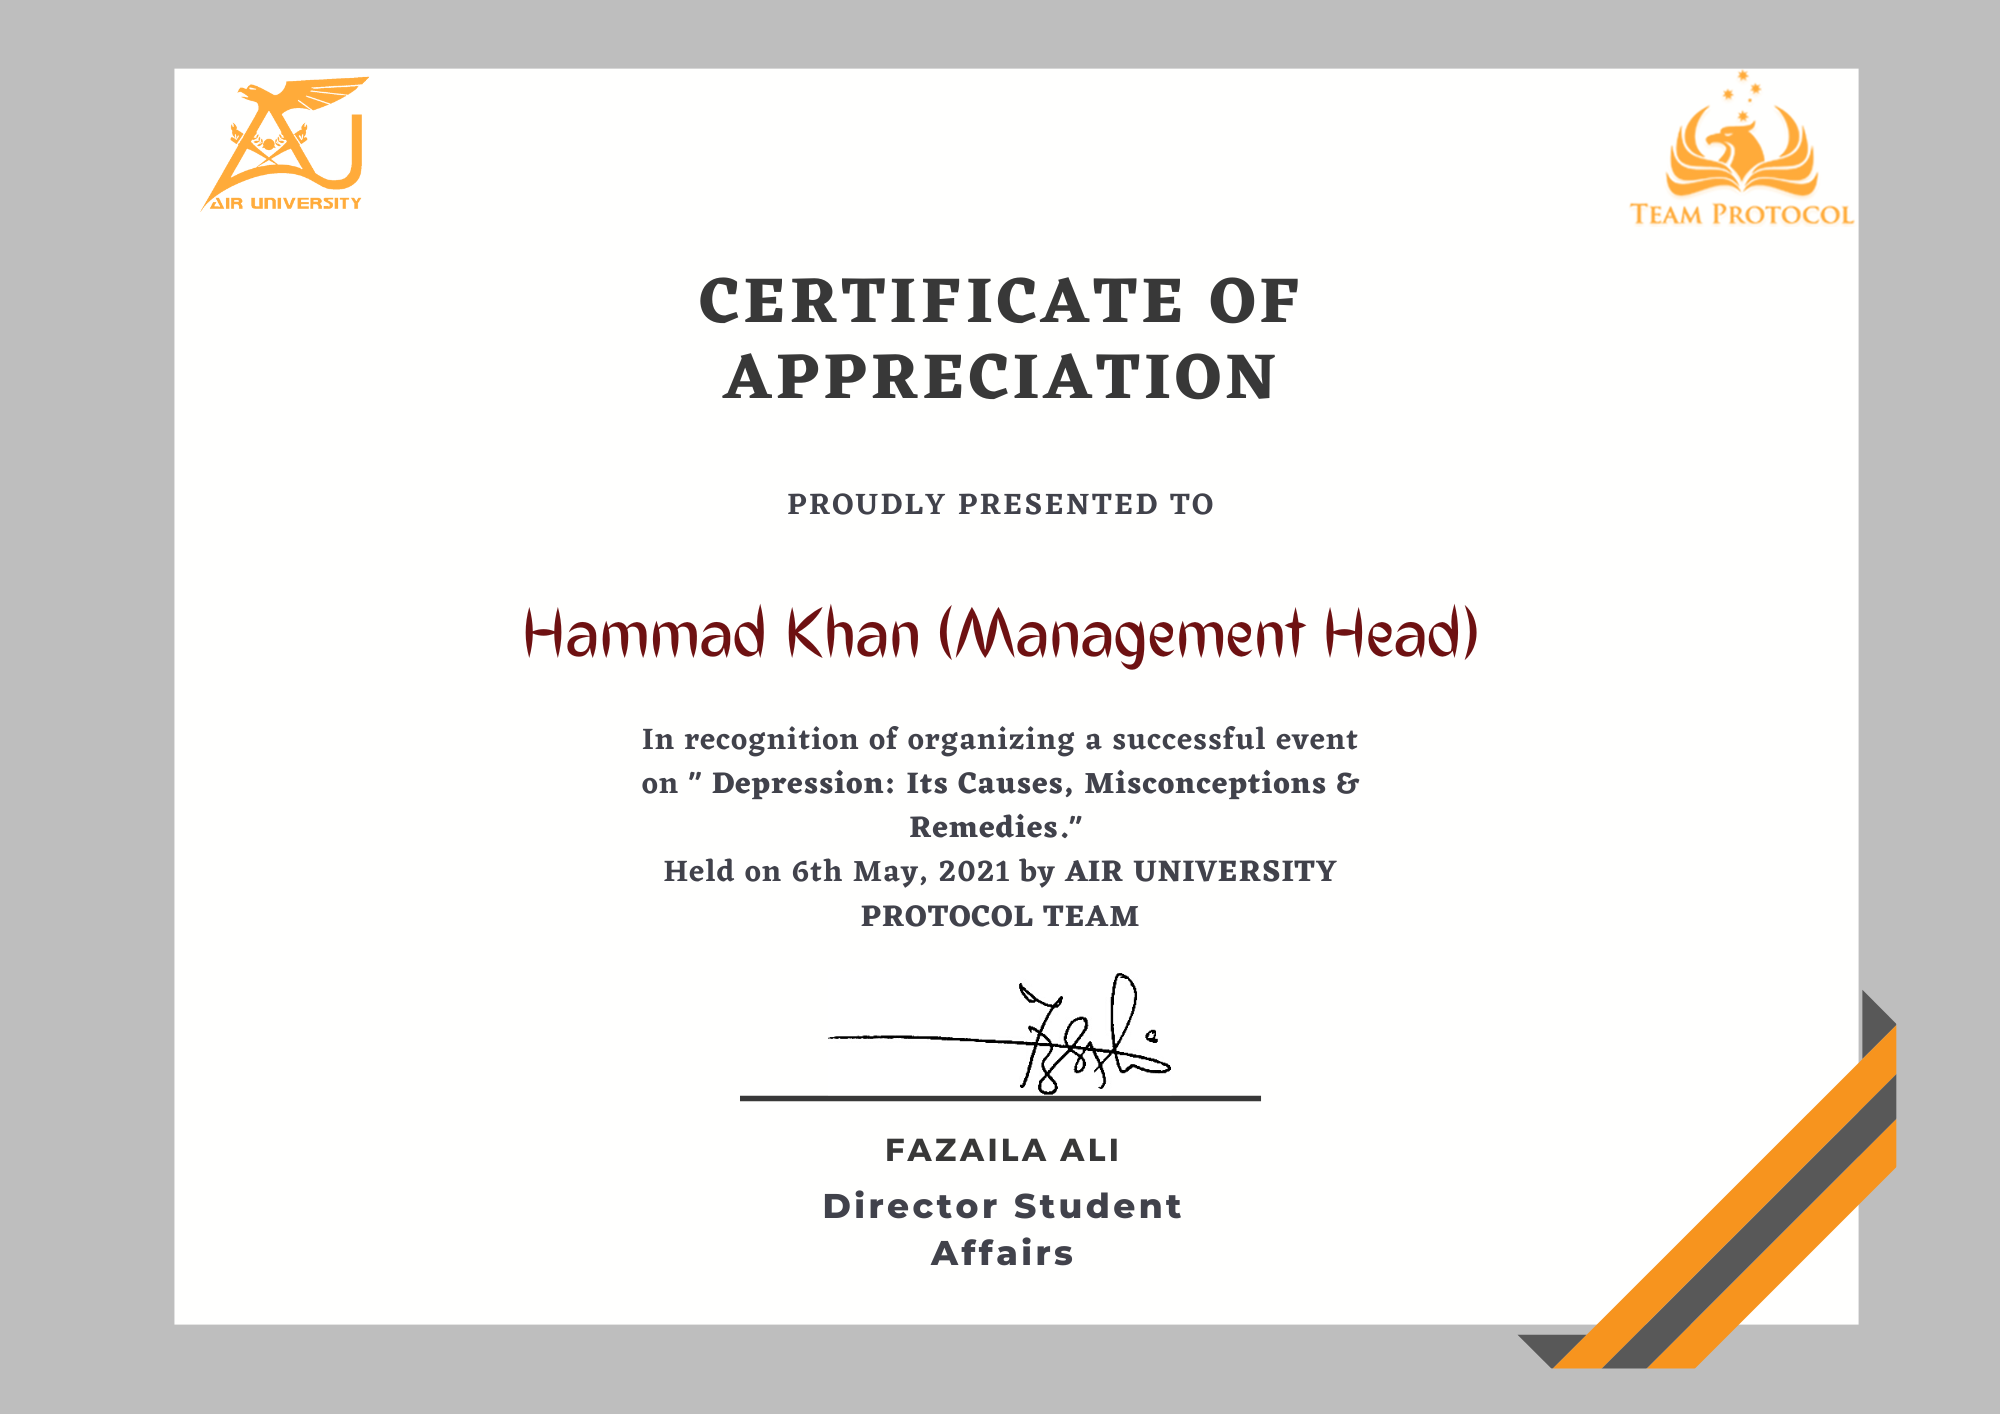 AIR UNIVERSITY
TEAM PROTOCOL
CERTIFICATE OF
APPRECIATION
PROUDLY PRESENTED TO
Hammad Khan (Management Head)
In recognition of organizing a successful event
on " Depression: Its Causes, Misconceptions &
Remedies."
Held on 6th May, 2021 by AIR UNIVERSITY
PROTOCOL TEAM
FAZAILA ALI
Director Student
Affairs